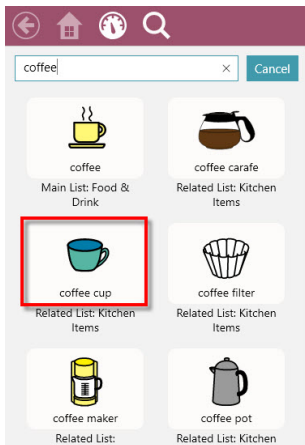 coffee
Cancel
coffee
Main List: Food &
Drink
coffee carafe
Related List: Kitchen
Items
coffee cup
Related List: Kitchen
Items
coffee filter
Related List: Kitchen
Items
coffee maker
Related List:
coffee pot
Related List: Kitchen